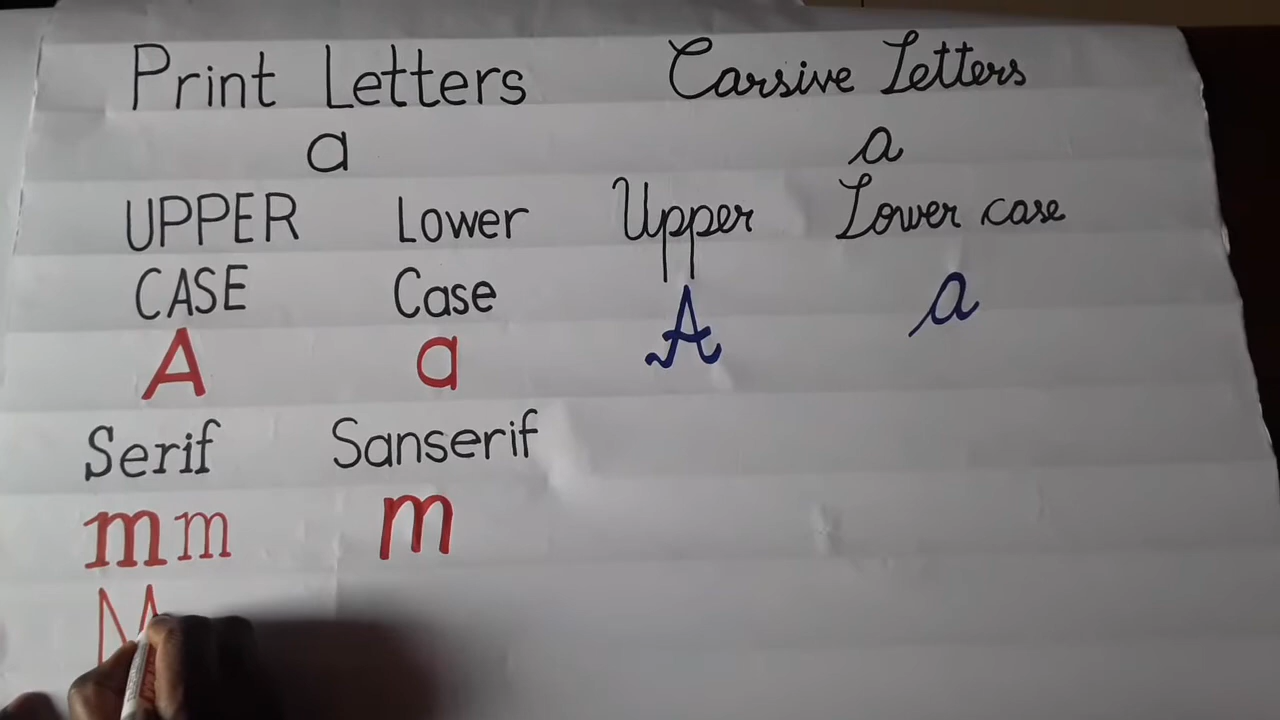 Print Letters Carsive Letters
a a
UPPER Lower Upper Lower case
CASE Case
A a A a
Serif Sanserif
mm m
M